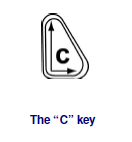 C
The “C” key